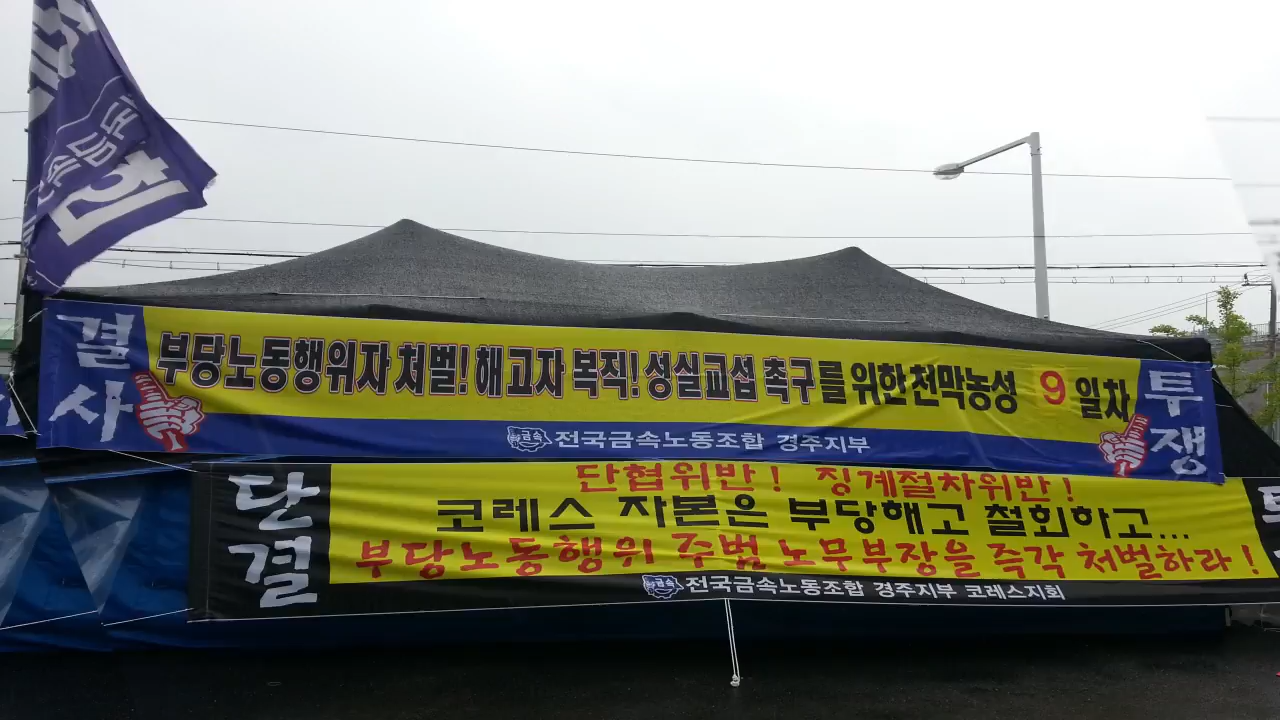 결사
부당노동행위자 처벌! 해고자 복직! 성실교섭 촉구를 위한 천막농성 9일차
투쟁
금속 전국금속노동조합 경주지부
단결
단협위반! 징계절차위반!
코레스 자본은 부당해고 철회하고...
부당노동행위 주범 노무부장을 즉각 처벌하라!
금속 전국금속노동조합 경주지부 코레스지회